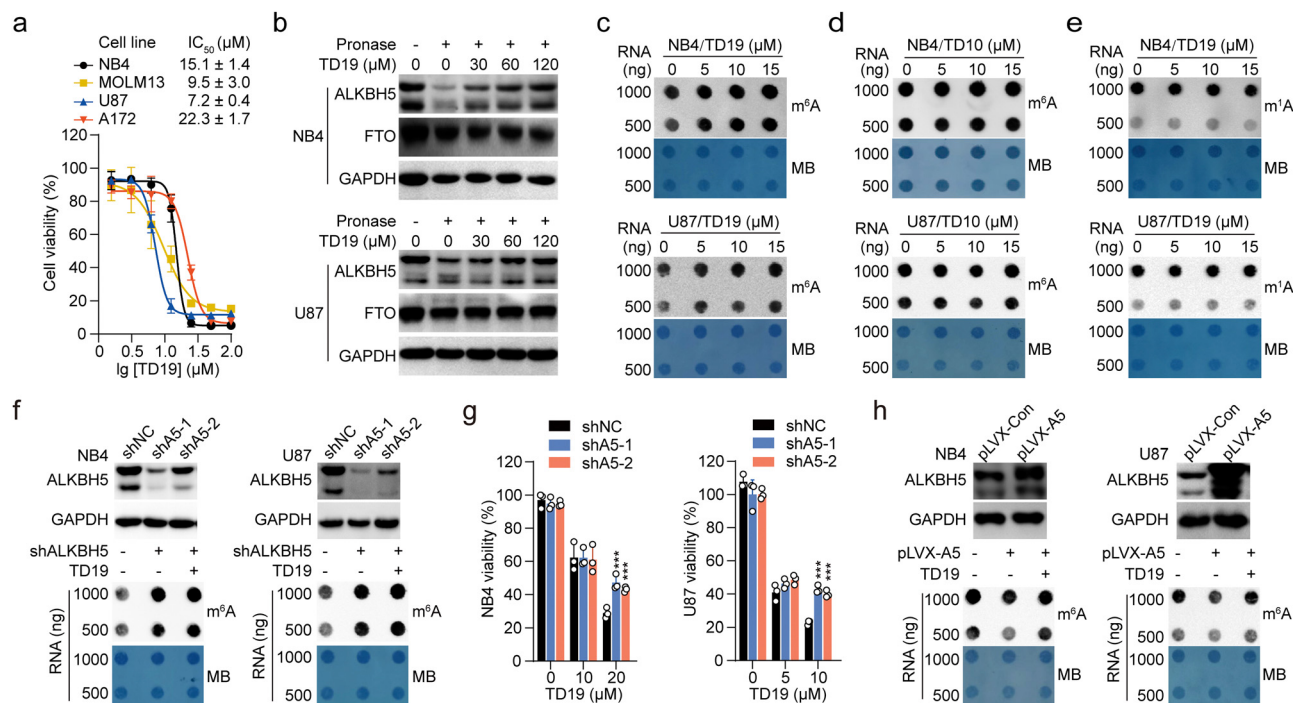 a
Cell line IC50 (µM)
NB4 15.1 ± 1.4
MOLM13 9.5 ± 3.0
U87 7.2 ± 0.4
A172 22.3 ± 1.7
Cell viability (%)
120
100
80
60
40
20
0
0 0.5 1.0 1.5 2.0
lg [TD19] (µM)
b
Pronase - + + + +
TD19 (µM) 0 0 30 60 120
ALKBH5
NB4
FTO
GAPDH
Pronase - + + + +
TD19 (µM) 0 0 30 60 120
ALKBH5
U87
FTO
GAPDH
c
RNA (ng)
NB4/TD19 (µM)
0 5 10 15
1000
500
m⁶A
1000
500
MB
RNA (ng)
U87/TD19 (µM)
0 5 10 15
1000
500
m⁶A
1000
500
MB
d
RNA (ng)
NB4/TD10 (µM)
0 5 10 15
1000
500
m⁶A
1000
500
MB
RNA (ng)
U87/TD10 (µM)
0 5 10 15
1000
500
m⁶A
1000
500
MB
e
RNA (ng)
NB4/TD19 (µM)
0 5 10 15
1000
500
m¹A
1000
500
MB
RNA (ng)
U87/TD19 (µM)
0 5 10 15
1000
500
m¹A
1000
500
MB
f
NB4
shNC shA5-1 shA5-2
ALKBH5
GAPDH
shALKBH5 - + +
TD19 - - +
RNA (ng)
1000
500
m⁶A
1000
500
MB
U87
shNC shA5-1 shA5-2
ALKBH5
GAPDH
shALKBH5 - + +
TD19 - - +
RNA (ng)
1000
500
m⁶A
1000
500
MB
g
shNC
shA5-1
shA5-2
NB4 viability (%)
120
100
80
60
40
20
0
*** ***
0 10 20
TD19 (µM)
shNC
shA5-1
shA5-2
U87 viability (%)
120
100
80
60
40
20
0
*** ***
0 5 10
TD19 (µM)
h
NB4
pLVX-Con pLVX-A5
ALKBH5
GAPDH
pLVX-A5 - + +
TD19 - - +
RNA (ng)
1000
500
m⁶A
1000
500
MB
U87
pLVX-Con pLVX-A5
ALKBH5
GAPDH
pLVX-A5 - + +
TD19 - - +
RNA (ng)
1000
500
m⁶A
1000
500
MB